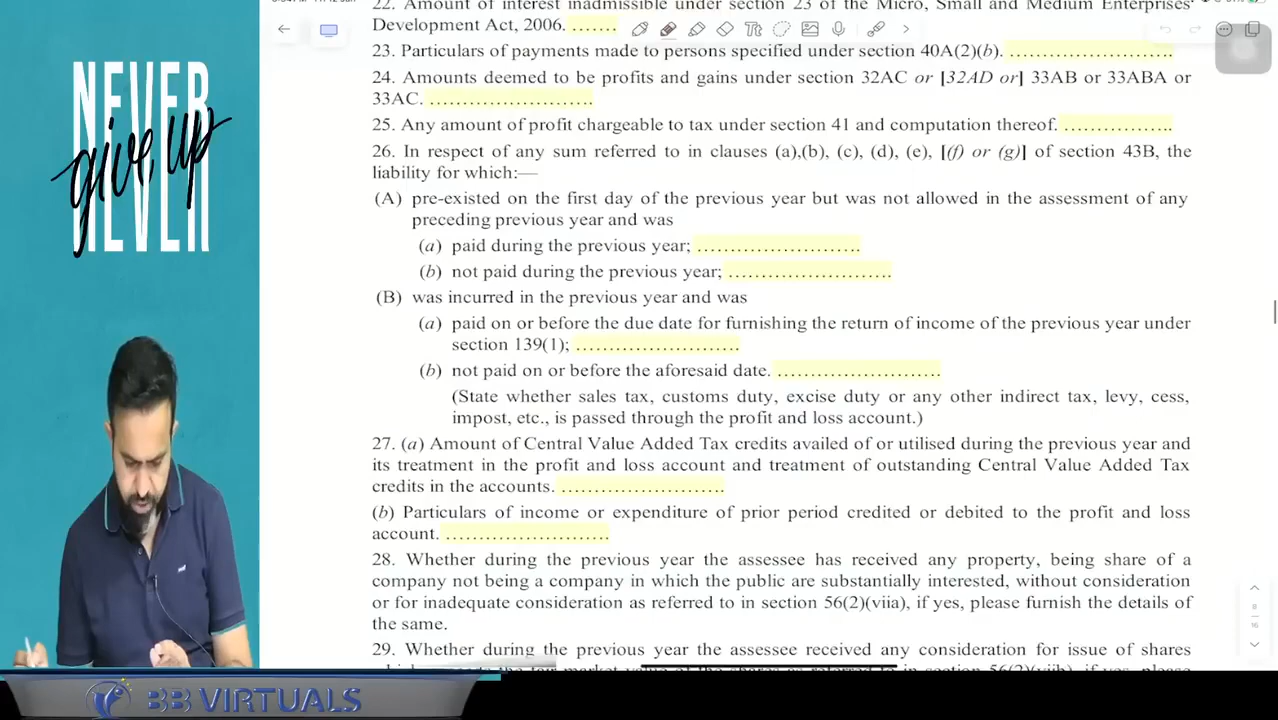 22. Amount of interest inadmissible under section 23 of the Micro, Small and Medium Enterprises
Development Act, 2006. .......
23. Particulars of payments made to persons specified under section 40A(2)(b). ........................
24. Amounts deemed to be profits and gains under section 32AC or [32AD or] 33AB or 33ABA or
33AC. ........................
25. Any amount of profit chargeable to tax under section 41 and computation thereof. ................
26. In respect of any sum referred to in clauses (a),(b), (c), (d), (e), [(f) or (g)] of section 43B, the
liability for which:—
(A) pre-existed on the first day of the previous year but was not allowed in the assessment of any
preceding previous year and was
(a) paid during the previous year; ........................
(b) not paid during the previous year; ........................
(B) was incurred in the previous year and was
(a) paid on or before the due date for furnishing the return of income of the previous year under
section 139(1); ........................
(b) not paid on or before the aforesaid date. ........................
(State whether sales tax, customs duty, excise duty or any other indirect tax, levy, cess,
impost, etc., is passed through the profit and loss account.)
27. (a) Amount of Central Value Added Tax credits availed of or utilised during the previous year and
its treatment in the profit and loss account and treatment of outstanding Central Value Added Tax
credits in the accounts. ........................
(b) Particulars of income or expenditure of prior period credited or debited to the profit and loss
account. ........................
28. Whether during the previous year the assessee has received any property, being share of a
company not being a company in which the public are substantially interested, without consideration
or for inadequate consideration as referred to in section 56(2)(viia), if yes, please furnish the details of
the same.
29. Whether during the previous year the assessee received any consideration for issue of shares
in section 56(2)(viib), if yes, please
NEVER
give up
NEVER
Tt
8
16
BB VIRTUALS